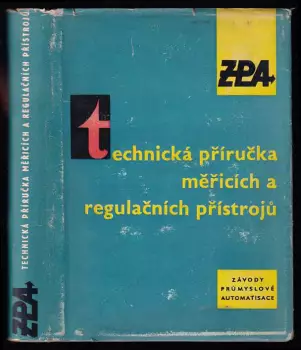 TECHNICKÁ PŘÍRUČKA MĚŘICÍCH A REGULAČNÍCH PŘÍSTROJŮ
ZPA
ZPA
technická příručka
měřicích a
regulačních přístrojů
ZÁVODY
PRŮMYSLOVÉ
AUTOMATISACE